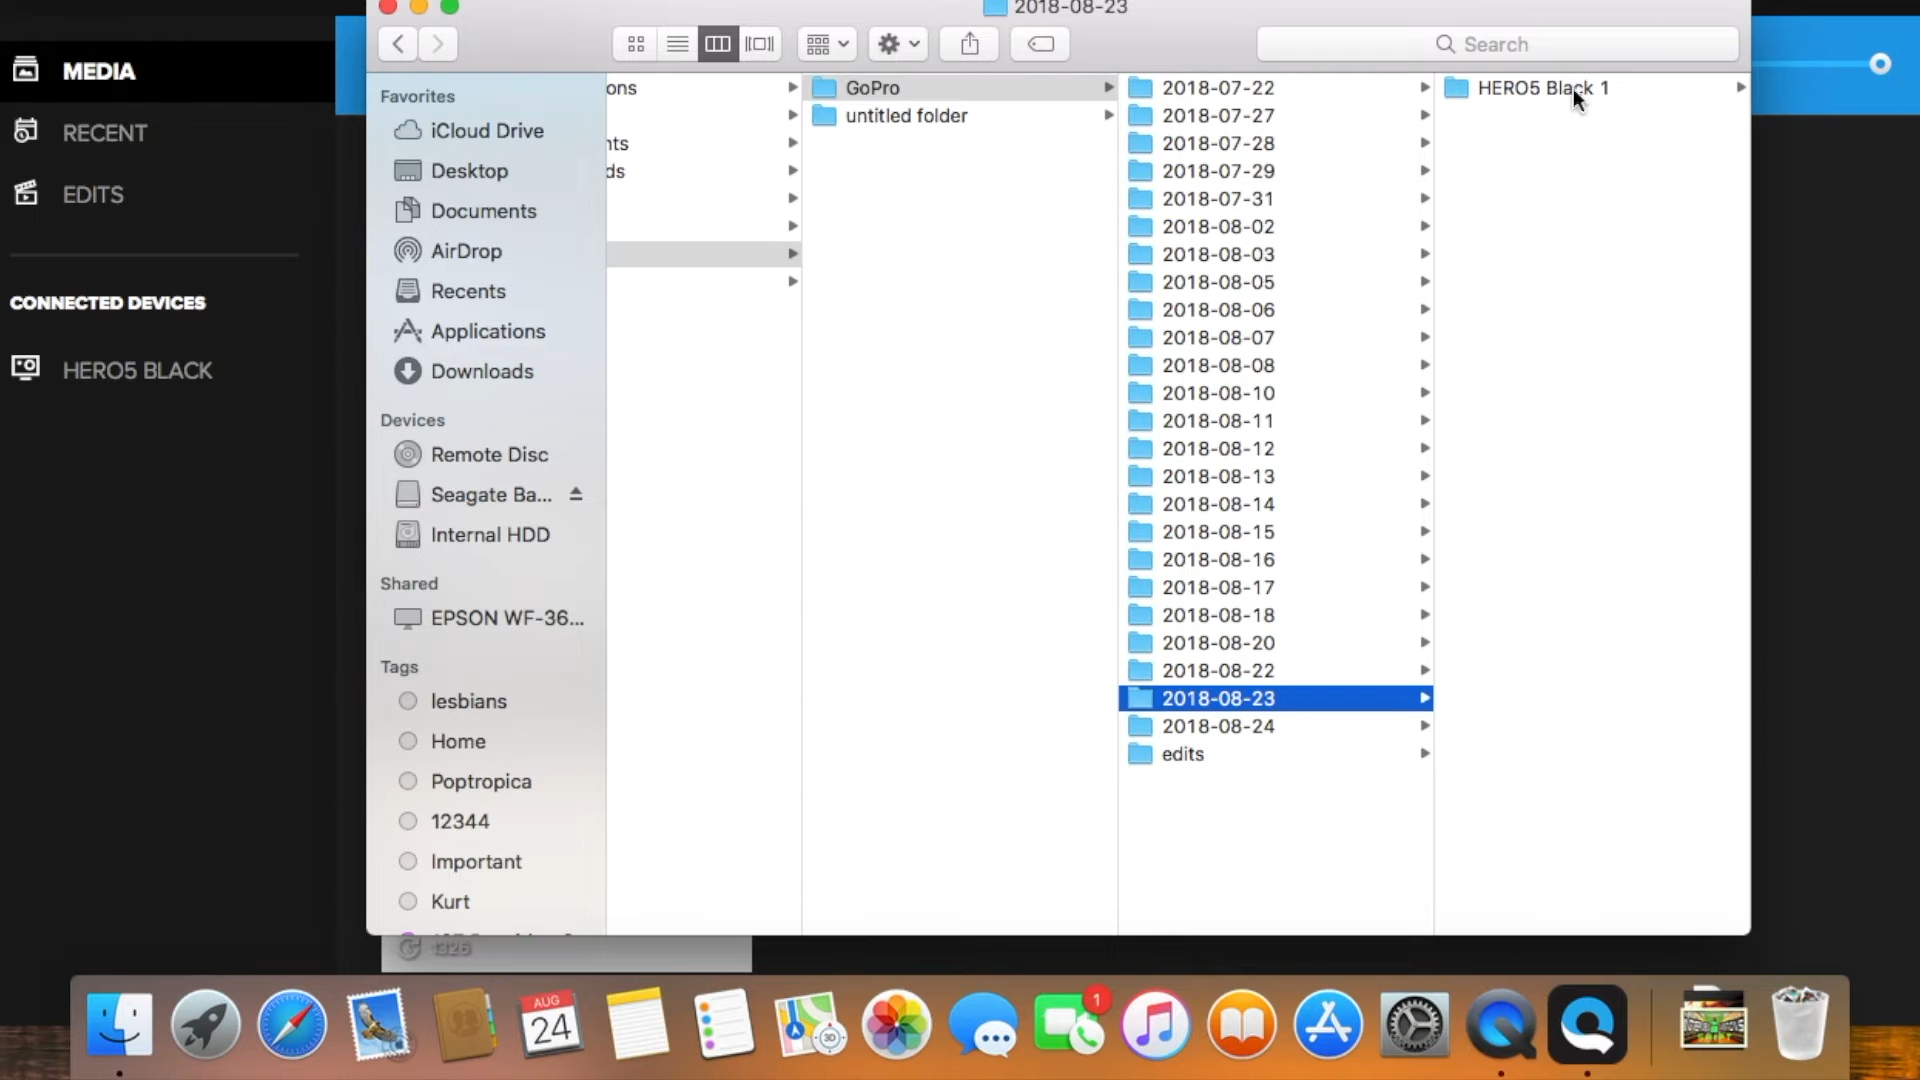 2018-08-23
Search
MEDIA
RECENT
EDITS
CONNECTED DEVICES
HERO5 BLACK
Favorites
iCloud Drive
Desktop
Documents
AirDrop
Recents
Applications
Downloads
Devices
Remote Disc
Seagate Ba...
Internal HDD
Shared
EPSON WF-36...
Tags
lesbians
Home
Poptropica
12344
Important
Kurt
ons
nts
ds
GoPro
untitled folder
2018-07-22
2018-07-27
2018-07-28
2018-07-29
2018-07-31
2018-08-02
2018-08-03
2018-08-05
2018-08-06
2018-08-07
2018-08-08
2018-08-10
2018-08-11
2018-08-12
2018-08-13
2018-08-14
2018-08-15
2018-08-16
2018-08-17
2018-08-18
2018-08-20
2018-08-22
2018-08-23
2018-08-24
edits
HERO5 Black 1
1326
AUG
24
1